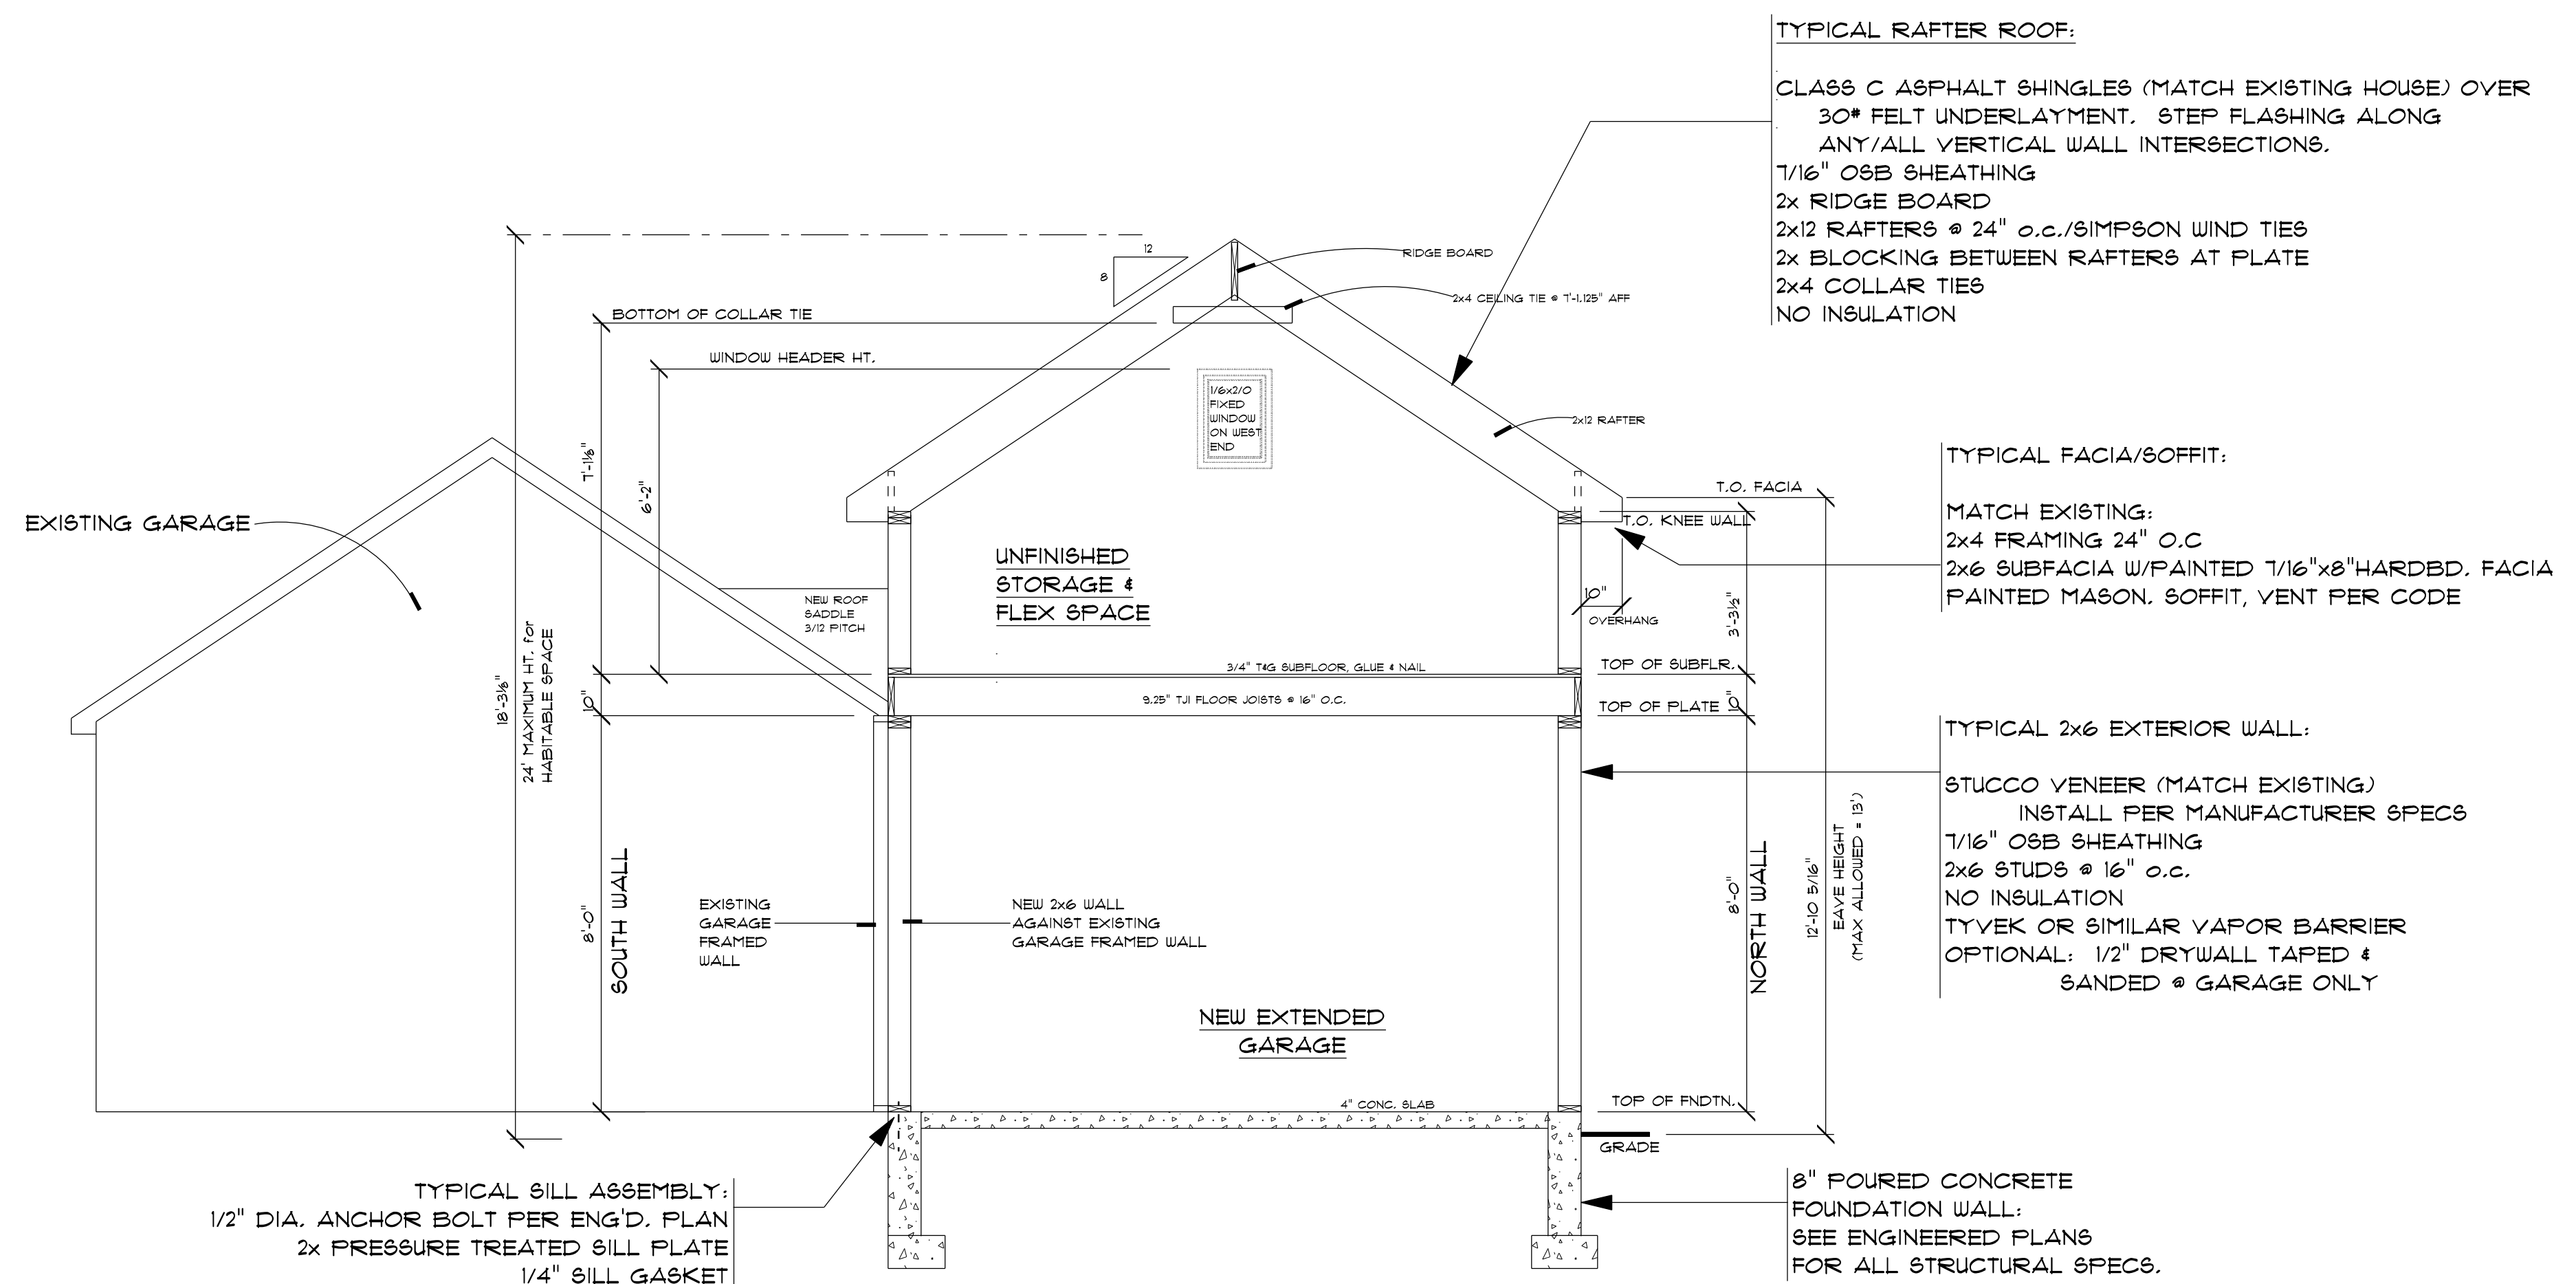 TYPICAL RAFTER ROOF:
CLASS C ASPHALT SHINGLES (MATCH EXISTING HOUSE) OVER
30# FELT UNDERLAYMENT. STEP FLASHING ALONG
ANY/ALL VERTICAL WALL INTERSECTIONS.
7/16" OSB SHEATHING
2x RIDGE BOARD
2x12 RAFTERS @ 24" o.c./SIMPSON WIND TIES
2x BLOCKING BETWEEN RAFTERS AT PLATE
2x4 COLLAR TIES
NO INSULATION
12
8
RIDGE BOARD
2x4 CEILING TIE @ 7'-1.125" AFF
BOTTOM OF COLLAR TIE
WINDOW HEADER HT.
1/6x2/0
FIXED
WINDOW
ON WEST
END
2x12 RAFTER
7'-1⅛"
6'-2"
EXISTING GARAGE
TYPICAL FACIA/SOFFIT:
MATCH EXISTING:
2x4 FRAMING 24" O.C
2x6 SUBFACIA W/PAINTED 7/16"x8"HARDBD. FACIA
PAINTED MASON. SOFFIT, VENT PER CODE
T.O. FACIA
T.O. KNEE WALL
UNFINISHED
STORAGE &
FLEX SPACE
NEW ROOF
SADDLE
3/12 PITCH
10"
OVERHANG
3'-3½"
18'-3⅛"
24' MAXIMUM HT. for
HABITABLE SPACE
10"
3/4" T&G SUBFLOOR, GLUE & NAIL
9.25" TJI FLOOR JOISTS @ 16" O.C.
TOP OF SUBFLR.
TOP OF PLATE
10"
TYPICAL 2x6 EXTERIOR WALL:
STUCCO VENEER (MATCH EXISTING)
INSTALL PER MANUFACTURER SPECS
7/16" OSB SHEATHING
2x6 STUDS @ 16" o.c.
NO INSULATION
TYVEK OR SIMILAR VAPOR BARRIER
OPTIONAL: 1/2" DRYWALL TAPED &
SANDED @ GARAGE ONLY
8'-0"
SOUTH WALL
EXISTING
GARAGE
FRAMED
WALL
NEW 2x6 WALL
AGAINST EXISTING
GARAGE FRAMED WALL
8'-0"
NORTH WALL
12'-10 5/16"
EAVE HEIGHT
(MAX ALLOWED = 13')
NEW EXTENDED
GARAGE
4" CONC. SLAB
TOP OF FNDTN.
GRADE
TYPICAL SILL ASSEMBLY:
1/2" DIA. ANCHOR BOLT PER ENG'D. PLAN
2x PRESSURE TREATED SILL PLATE
1/4" SILL GASKET
8" POURED CONCRETE
FOUNDATION WALL:
SEE ENGINEERED PLANS
FOR ALL STRUCTURAL SPECS.